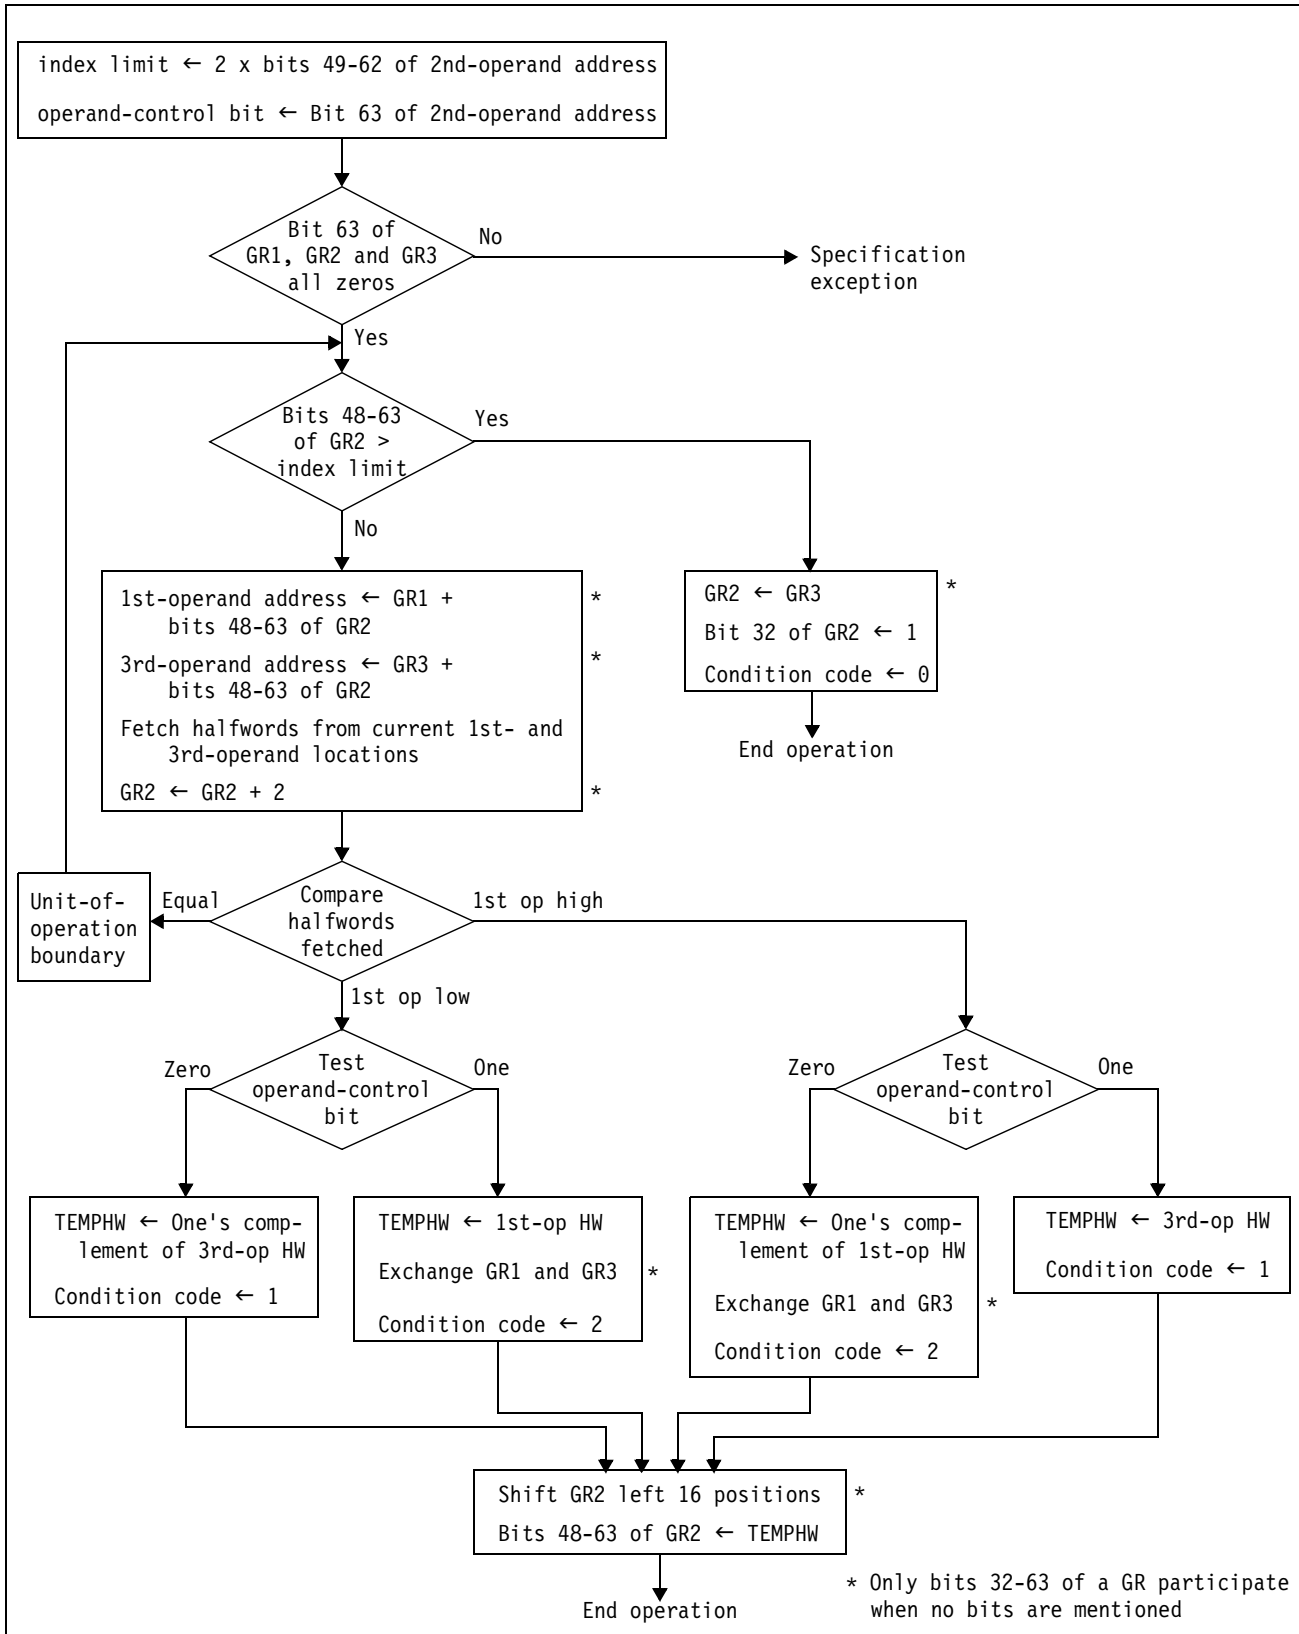 index limit ← 2 x bits 49-62 of 2nd-operand address
operand-control bit ← Bit 63 of 2nd-operand address
Bit 63 of
GR1, GR2 and GR3
all zeros
No
Specification
exception
Yes
Bits 48-63
of GR2 >
index limit
Yes
No
1st-operand address ← GR1 + *
bits 48-63 of GR2
3rd-operand address ← GR3 + *
bits 48-63 of GR2
Fetch halfwords from current 1st- and
3rd-operand locations
GR2 ← GR2 + 2 *
GR2 ← GR3 *
Bit 32 of GR2 ← 1
Condition code ← 0
End operation
Unit-of-
operation
boundary
Equal
Compare
halfwords
fetched
1st op high
1st op low
Zero
Test
operand-control
bit
One
Zero
Test
operand-control
bit
One
TEMPHW ← One's comp-
lement of 3rd-op HW
Condition code ← 1
TEMPHW ← 1st-op HW
Exchange GR1 and GR3 *
Condition code ← 2
TEMPHW ← One's comp-
lement of 1st-op HW
Exchange GR1 and GR3 *
Condition code ← 2
TEMPHW ← 3rd-op HW
Condition code ← 1
Shift GR2 left 16 positions *
Bits 48-63 of GR2 ← TEMPHW
End operation
* Only bits 32-63 of a GR participate
when no bits are mentioned